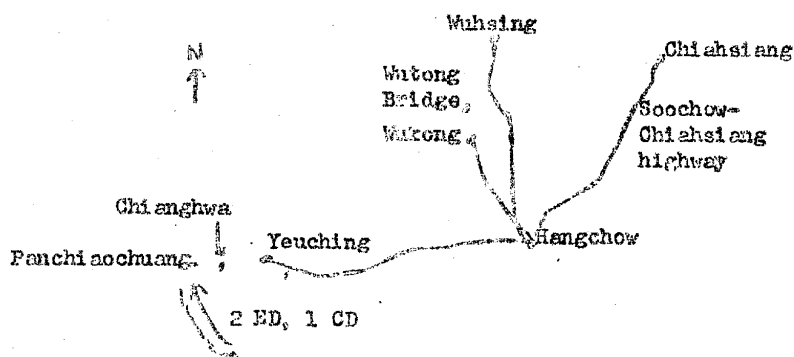 Wuhsing
N
Chiahsiang
Wutong
Bridge,
Soochow-
Chiahsiang
highway
Wukong
Chianghwa
Yeuching
Hangchow
Panchiaochuang
2 ED, 1 CD